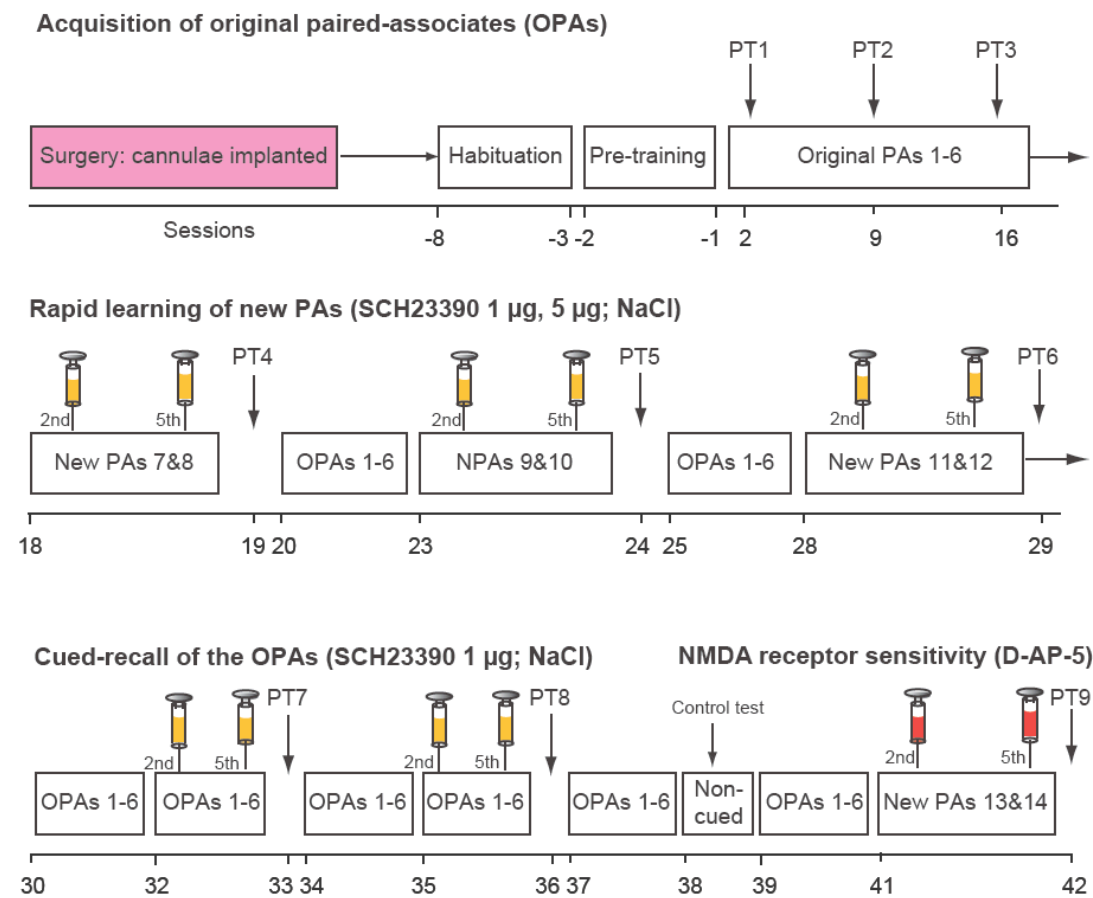 Acquisition of original paired-associates (OPAs)
PT1 PT2 PT3
Surgery: cannulae implanted Habituation Pre-training Original PAs 1-6
Sessions
-8 -3 -2 -1 2 9 16
Rapid learning of new PAs (SCH23390 1 µg, 5 µg; NaCl)
PT4 PT5 PT6
2nd 5th 2nd 5th 2nd 5th
New PAs 7&8 OPAs 1-6 NPAs 9&10 OPAs 1-6 New PAs 11&12
18 19 20 23 24 25 28 29
Cued-recall of the OPAs (SCH23390 1 µg; NaCl) NMDA receptor sensitivity (D-AP-5)
PT7 PT8 Control test PT9
2nd 5th 2nd 5th 2nd 5th
OPAs 1-6 OPAs 1-6 OPAs 1-6 OPAs 1-6 OPAs 1-6 Non-
cued OPAs 1-6 New PAs 13&14
30 32 33 34 35 36 37 38 39 41 42